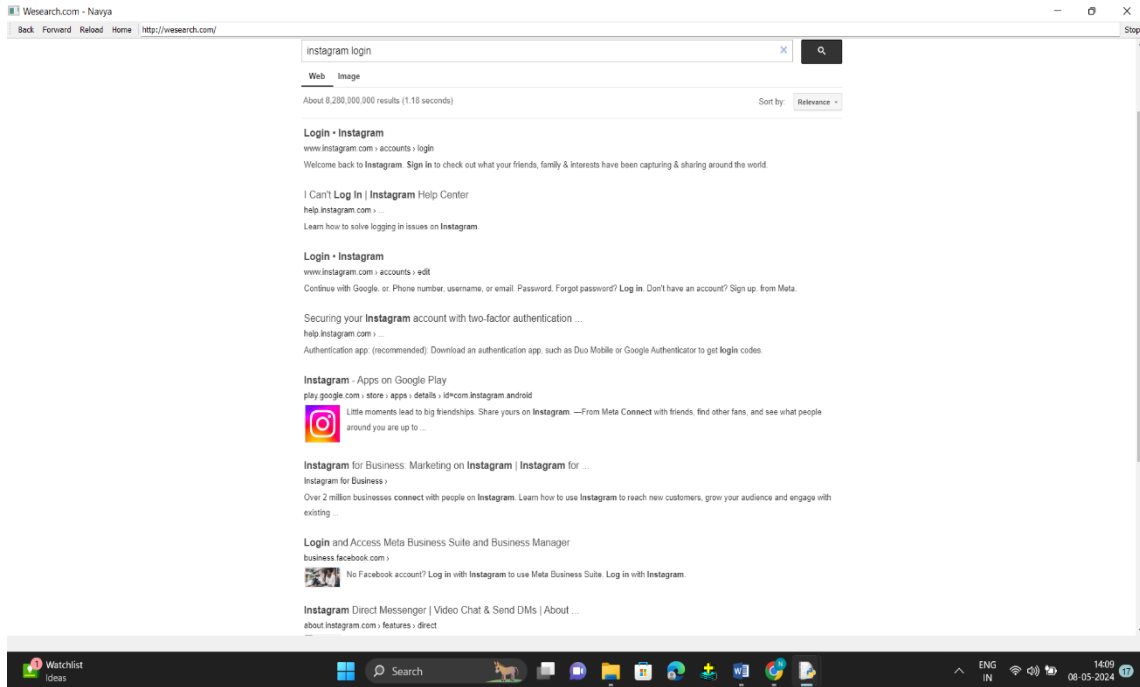 Wesearch.com - Navya
Back Forward Reload Home http://wesearch.com/ Stop
instagram login
Web Image
About 8,280,000,000 results (1.18 seconds) Sort by: Relevance
Login • Instagram
www.instagram.com › accounts › login
Welcome back to Instagram. Sign in to check out what your friends, family & interests have been capturing & sharing around the world.
I Can't Log In | Instagram Help Center
help.instagram.com › ...
Learn how to solve logging in issues on Instagram.
Login • Instagram
www.instagram.com › accounts › edit
Continue with Google. or. Phone number, username, or email. Password. Forgot password? Log in. Don't have an account? Sign up. from Meta.
Securing your Instagram account with two-factor authentication ...
help.instagram.com › ...
Authentication app: (recommended): Download an authentication app, such as Duo Mobile or Google Authenticator to get login codes.
Instagram - Apps on Google Play
play.google.com › store › apps › details › id=com.instagram.android
Little moments lead to big friendships. Share yours on Instagram. —From Meta Connect with friends, find other fans, and see what people
around you are up to ...
Instagram for Business: Marketing on Instagram | Instagram for ...
Instagram for Business ›
Over 2 million businesses connect with people on Instagram. Learn how to use Instagram to reach new customers, grow your audience and engage with
existing ...
Login and Access Meta Business Suite and Business Manager
business.facebook.com ›
No Facebook account? Log in with Instagram to use Meta Business Suite. Log in with Instagram.
Instagram Direct Messenger | Video Chat & Send DMs | About ...
about.instagram.com › features › direct
1 Watchlist
Ideas
Search
ENG
IN
14:09
08-05-2024
17